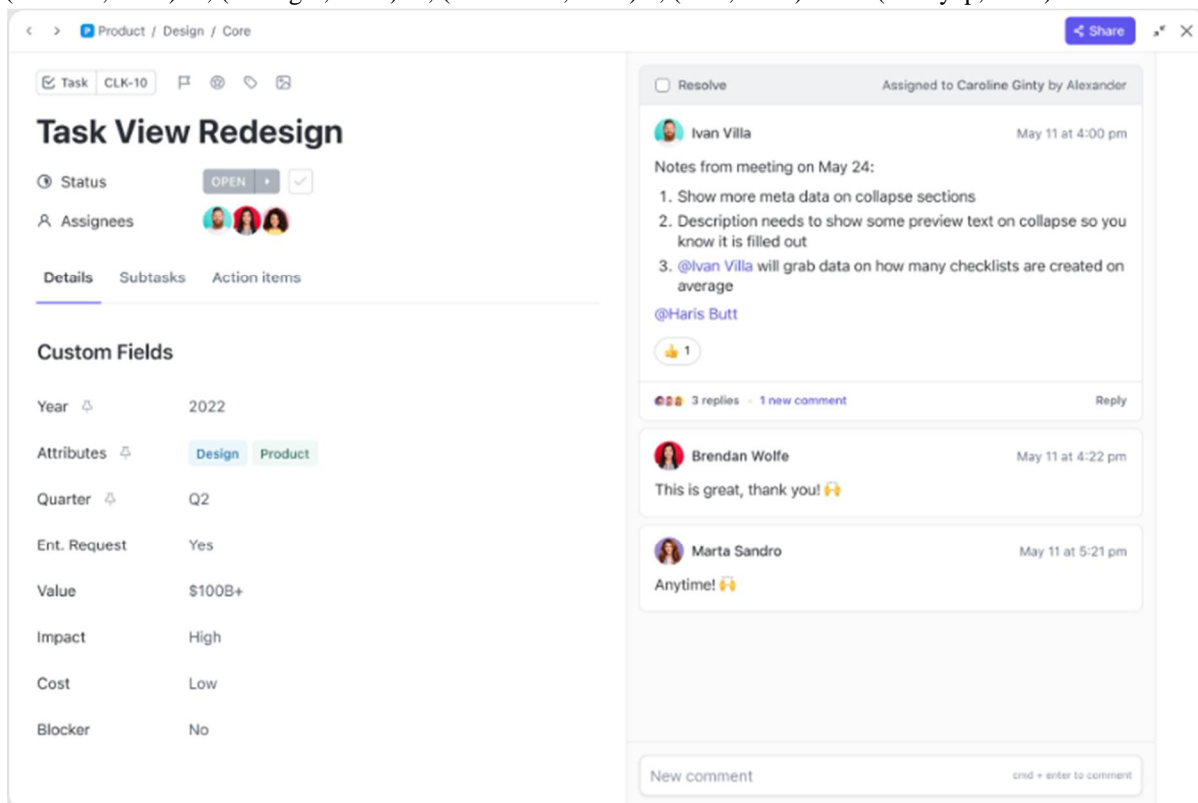 Product / Design / Core
Share
Task CLK-10
Task View Redesign
Status OPEN
Assignees
Details Subtasks Action items
Custom Fields
Year 2022
Attributes Design Product
Quarter Q2
Ent. Request Yes
Value $100B+
Impact High
Cost Low
Blocker No
Resolve Assigned to Caroline Ginty by Alexander
Ivan Villa May 11 at 4:00 pm
Notes from meeting on May 24:
1. Show more meta data on collapse sections
2. Description needs to show some preview text on collapse so you
know it is filled out
3. @Ivan Villa will grab data on how many checklists are created on
average
@Haris Butt
👍 1
3 replies 1 new comment Reply
Brendan Wolfe May 11 at 4:22 pm
This is great, thank you! 🙌
Marta Sandro May 11 at 5:21 pm
Anytime! 🙌
New comment cmd + enter to comment